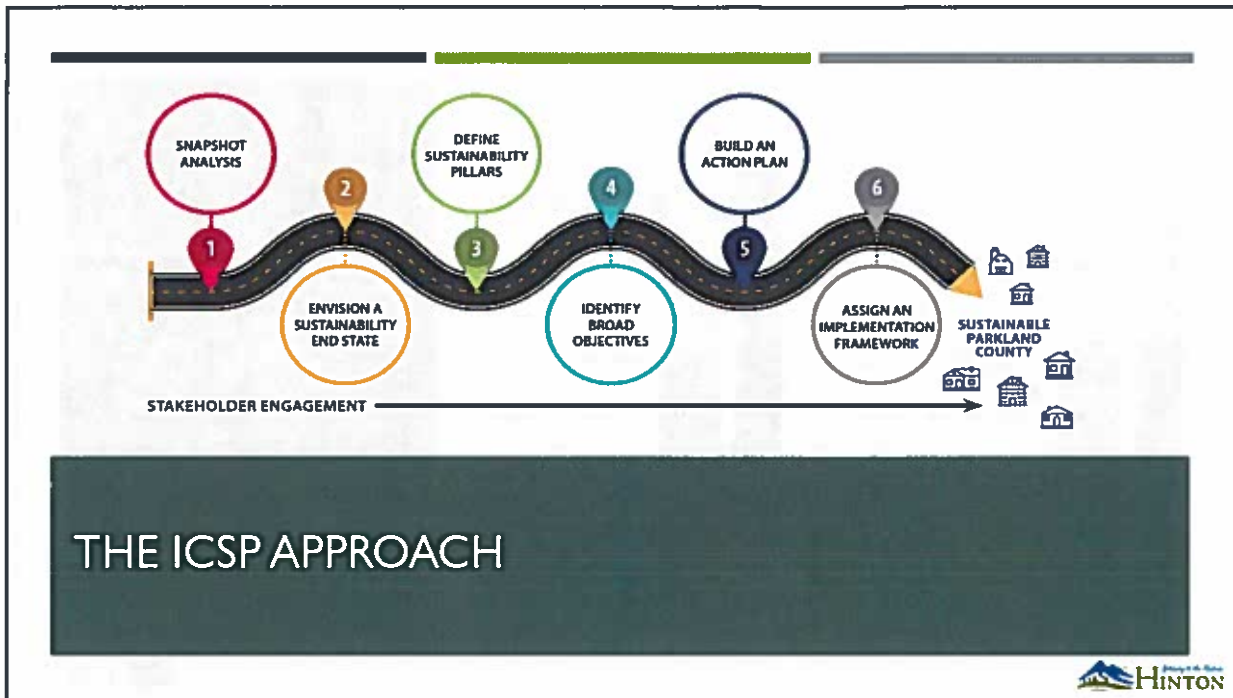 SNAPSHOT
ANALYSIS
1
2
ENVISION A
SUSTAINABILITY
END STATE
DEFINE
SUSTAINABILITY
PILLARS
3
4
IDENTIFY
BROAD
OBJECTIVES
BUILD AN
ACTION PLAN
5
6
ASSIGN AN
IMPLEMENTATION
FRAMEWORK
SUSTAINABLE
PARKLAND
COUNTY
STAKEHOLDER ENGAGEMENT
THE ICSP APPROACH
HINTON